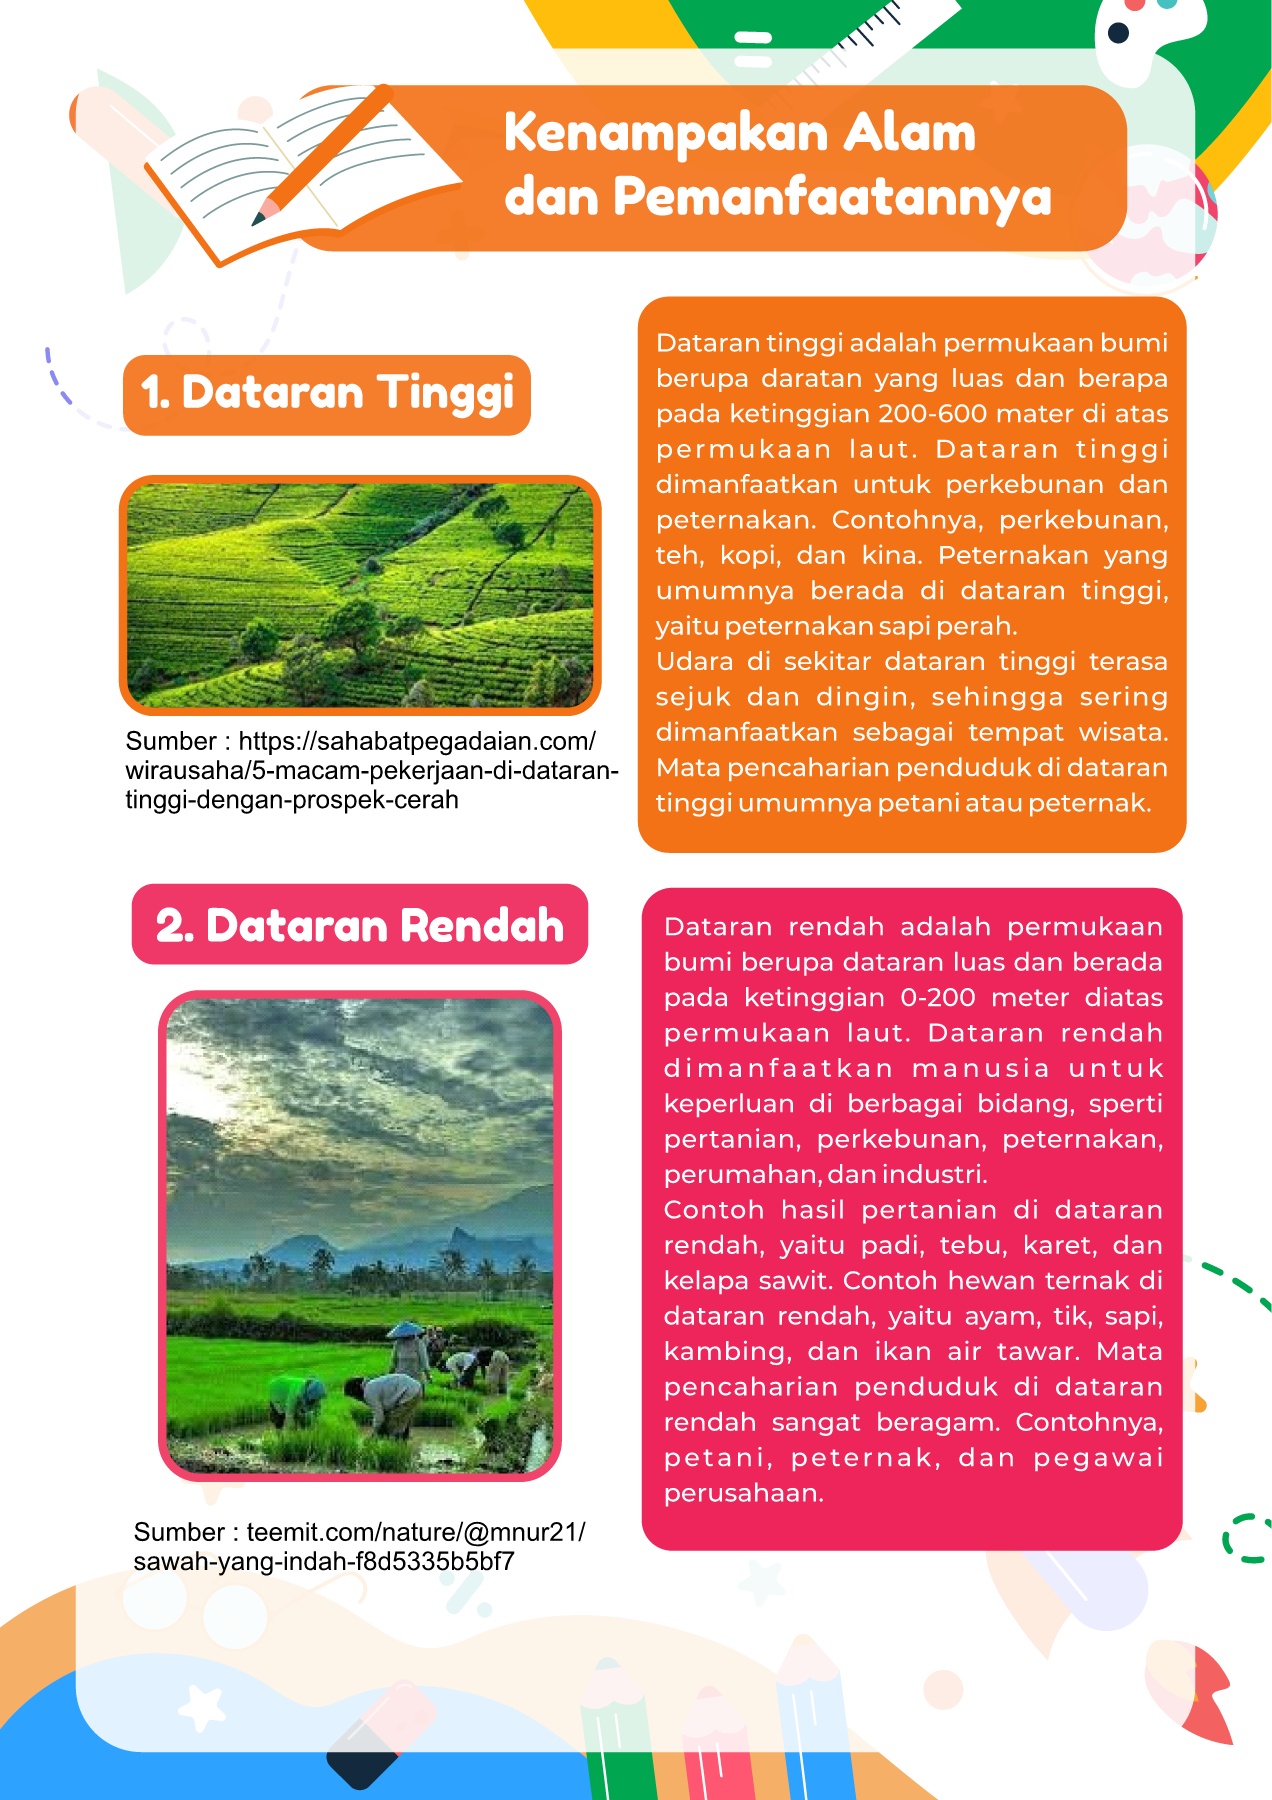 Kenampakan Alam
dan Pemanfaatannya
1. Dataran Tinggi
Sumber : https://sahabatpegadaian.com/
wirausaha/5-macam-pekerjaan-di-dataran-
tinggi-dengan-prospek-cerah
Dataran tinggi adalah permukaan bumi
berupa daratan yang luas dan berapa
pada ketinggian 200-600 mater di atas
permukaan laut. Dataran tinggi
dimanfaatkan untuk perkebunan dan
peternakan. Contohnya, perkebunan,
teh, kopi, dan kina. Peternakan yang
umumnya berada di dataran tinggi,
yaitu peternakan sapi perah.
Udara di sekitar dataran tinggi terasa
sejuk dan dingin, sehingga sering
dimanfaatkan sebagai tempat wisata.
Mata pencaharian penduduk di dataran
tinggi umumnya petani atau peternak.
2. Dataran Rendah
Sumber : teemit.com/nature/@mnur21/
sawah-yang-indah-f8d5335b5bf7
Dataran rendah adalah permukaan
bumi berupa dataran luas dan berada
pada ketinggian 0-200 meter diatas
permukaan laut. Dataran rendah
dimanfaatkan manusia untuk
keperluan di berbagai bidang, sperti
pertanian, perkebunan, peternakan,
perumahan, dan industri.
Contoh hasil pertanian di dataran
rendah, yaitu padi, tebu, karet, dan
kelapa sawit. Contoh hewan ternak di
dataran rendah, yaitu ayam, tik, sapi,
kambing, dan ikan air tawar. Mata
pencaharian penduduk di dataran
rendah sangat beragam. Contohnya,
petani, peternak, dan pegawai
perusahaan.